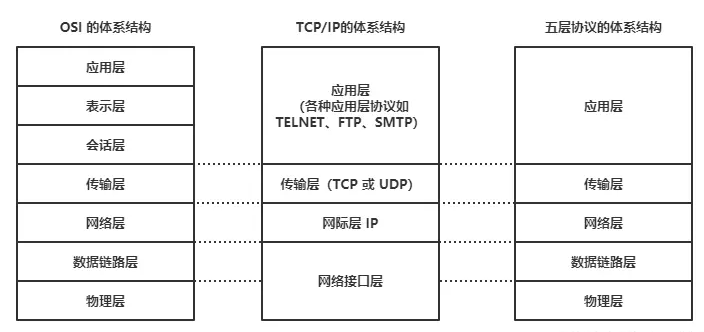 OSI 的体系结构
应用层
表示层
会话层
传输层
网络层
数据链路层
物理层
TCP/IP的体系结构
应用层
（各种应用层协议如
TELNET、FTP、SMTP）
传输层（TCP 或 UDP）
网际层 IP
网络接口层
五层协议的体系结构
应用层
传输层
网络层
数据链路层
物理层